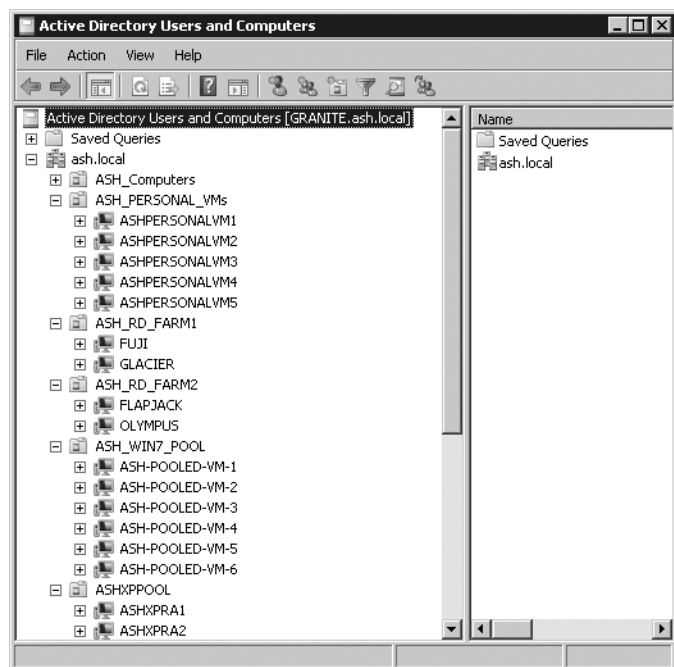 Active Directory Users and Computers
File Action View Help
Active Directory Users and Computers [GRANITE.ash.local]
Saved Queries
ash.local
ASH_Computers
ASH_PERSONAL_VMs
ASHPERSONALVM1
ASHPERSONALVM2
ASHPERSONALVM3
ASHPERSONALVM4
ASHPERSONALVM5
ASH_RD_FARM1
FUJI
GLACIER
ASH_RD_FARM2
FLAPJACK
OLYMPUS
ASH_WIN7_POOL
ASH-POOLED-VM-1
ASH-POOLED-VM-2
ASH-POOLED-VM-3
ASH-POOLED-VM-4
ASH-POOLED-VM-5
ASH-POOLED-VM-6
ASHXPPOOL
ASHXPRA1
ASHXPRA2
Name
Saved Queries
ash.local